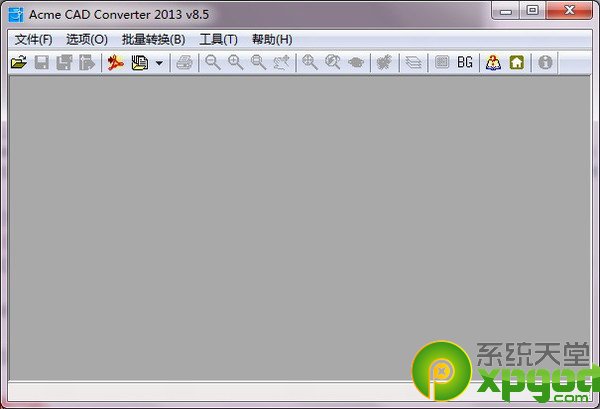 Acme CAD Converter 2013 v8.5
文件(F) 选项(O) 批量转换(B) 工具(T) 帮助(H)
BG
系统天堂
xpgod
.com